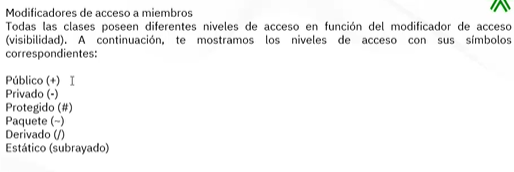 Modificadores de acceso a miembros
Todas las clases poseen diferentes niveles de acceso en función del modificador de acceso
(visibilidad). A continuación, te mostramos los niveles de acceso con sus símbolos
correspondientes:
Público (+)
Privado (-)
Protegido (#)
Paquete (~)
Derivado (/)
Estático (subrayado)